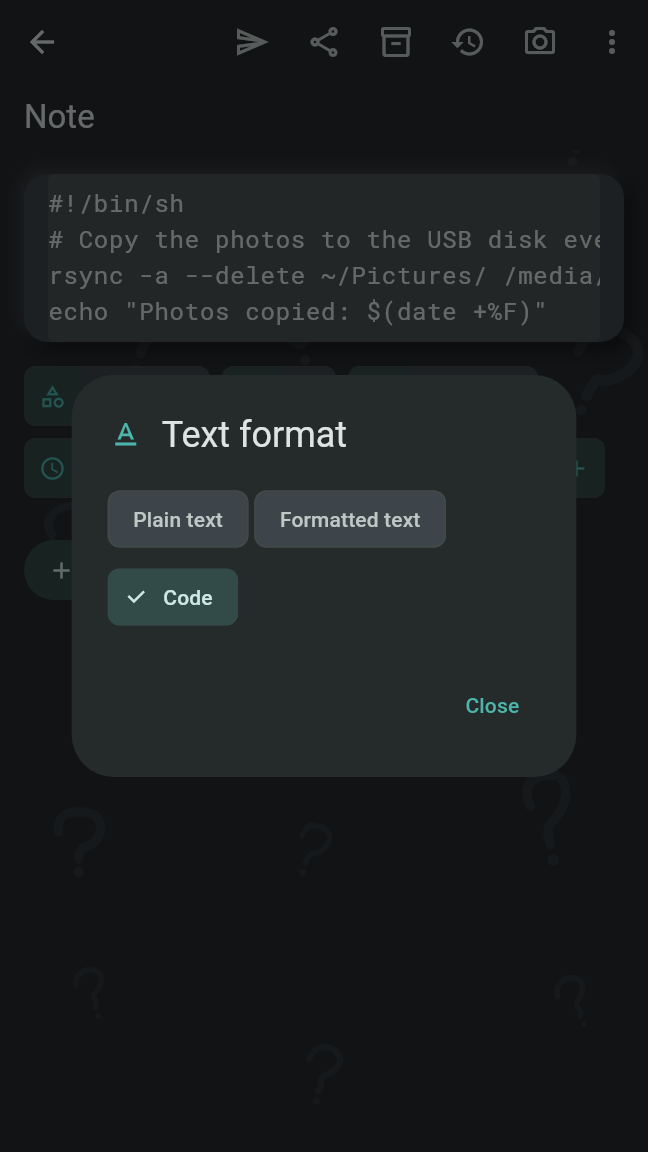 Note
#!/bin/sh
# Copy the photos to the USB disk eve
rsync -a --delete ~/Pictures/ /media/
echo "Photos copied: $(date +%F)"
Text format
Plain text
Formatted text
Code
Close